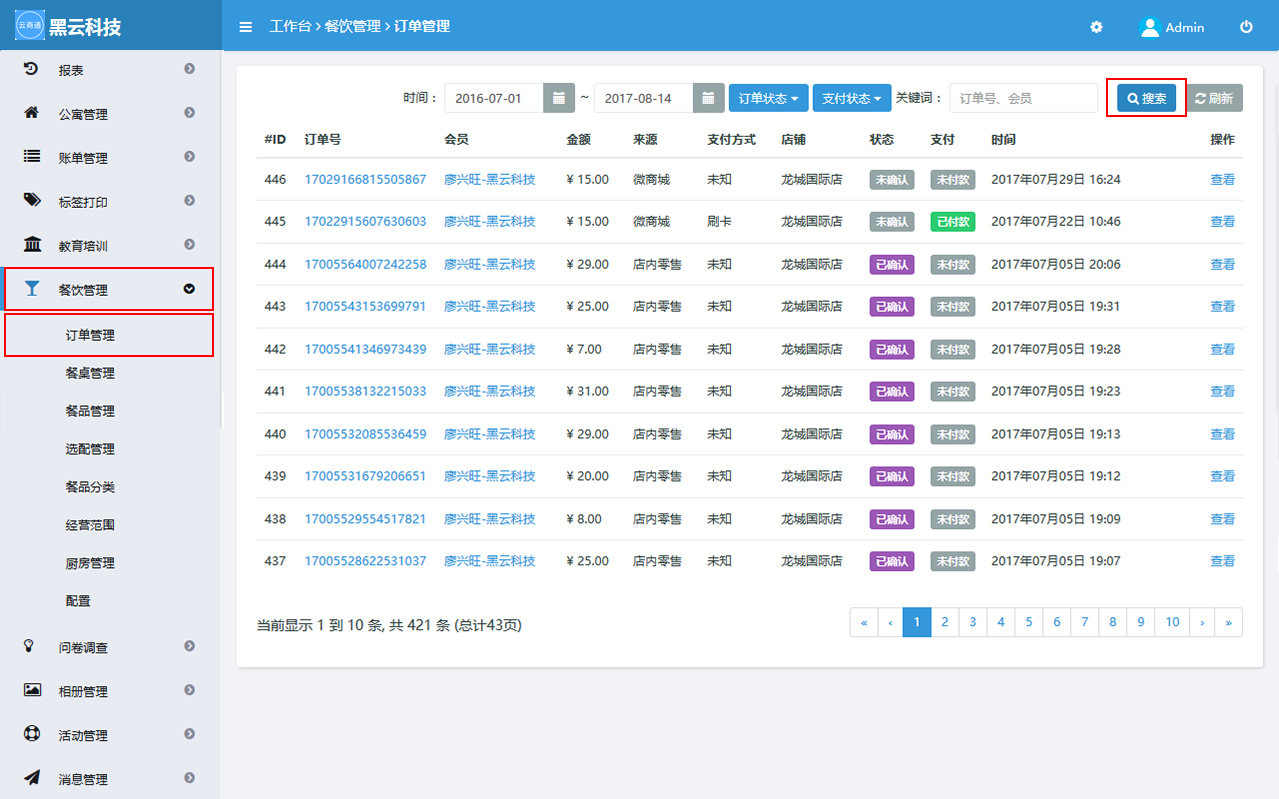 云商通 黑云科技
工作台 › 餐饮管理 › 订单管理
Admin
报表
公寓管理
账单管理
标签打印
教育培训
餐饮管理
订单管理
餐桌管理
餐品管理
选配管理
餐品分类
经营范围
厨房管理
配置
问卷调查
相册管理
活动管理
消息管理
时间： 2016-07-01 ~ 2017-08-14 订单状态 支付状态 关键词： 订单号、会员 搜索 刷新
#ID 订单号 会员 金额 来源 支付方式 店铺 状态 支付 时间 操作
446 17029166815505867 廖兴旺-黑云科技 ¥ 15.00 微商城 未知 龙城国际店 未确认 未付款 2017年07月29日 16:24 查看
445 17022915607630603 廖兴旺-黑云科技 ¥ 15.00 微商城 刷卡 龙城国际店 未确认 已付款 2017年07月22日 10:46 查看
444 17005564007242258 廖兴旺-黑云科技 ¥ 29.00 店内零售 未知 龙城国际店 已确认 未付款 2017年07月05日 20:06 查看
443 17005543153699791 廖兴旺-黑云科技 ¥ 25.00 店内零售 未知 龙城国际店 已确认 未付款 2017年07月05日 19:31 查看
442 17005541346973439 廖兴旺-黑云科技 ¥ 7.00 店内零售 未知 龙城国际店 已确认 未付款 2017年07月05日 19:28 查看
441 17005538132215033 廖兴旺-黑云科技 ¥ 31.00 店内零售 未知 龙城国际店 已确认 未付款 2017年07月05日 19:23 查看
440 17005532085536459 廖兴旺-黑云科技 ¥ 29.00 店内零售 未知 龙城国际店 已确认 未付款 2017年07月05日 19:13 查看
439 17005531679206651 廖兴旺-黑云科技 ¥ 20.00 店内零售 未知 龙城国际店 已确认 未付款 2017年07月05日 19:12 查看
438 17005529554517821 廖兴旺-黑云科技 ¥ 8.00 店内零售 未知 龙城国际店 已确认 未付款 2017年07月05日 19:09 查看
437 17005528622531037 廖兴旺-黑云科技 ¥ 25.00 店内零售 未知 龙城国际店 已确认 未付款 2017年07月05日 19:07 查看
当前显示 1 到 10 条, 共 421 条 (总计43页)
« ‹ 1 2 3 4 5 6 7 8 9 10 › »